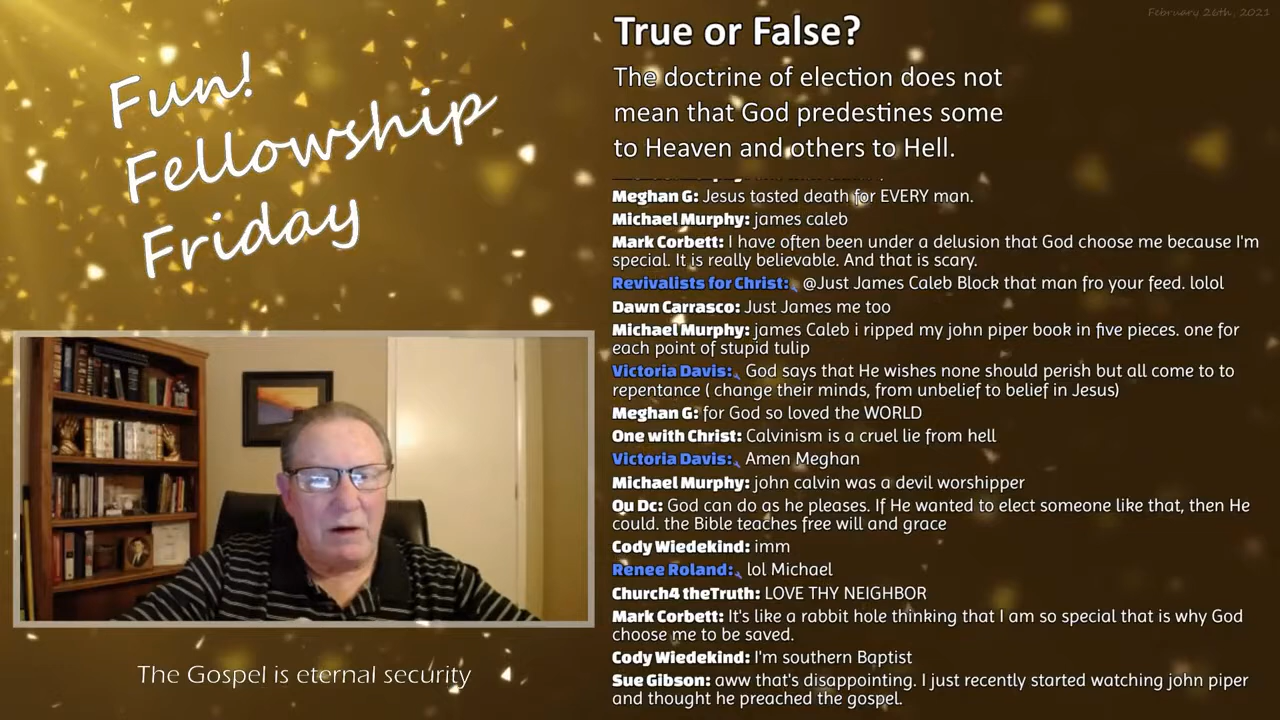 February 26th, 2021
Fun!
Fellowship
Friday
The Gospel is eternal security
True or False?
The doctrine of election does not
mean that God predestines some
to Heaven and others to Hell.
Meghan G: Jesus tasted death for EVERY man.
Michael Murphy: james caleb
Mark Corbett: I have often been under a delusion that God choose me because I'm
special. It is really believable. And that is scary.
Revivalists for Christ: @Just James Caleb Block that man fro your feed. lolol
Dawn Carrasco: Just James me too
Michael Murphy: james Caleb i ripped my john piper book in five pieces. one for
each point of stupid tulip
Victoria Davis: God says that He wishes none should perish but all come to to
repentance ( change their minds, from unbelief to belief in Jesus)
Meghan G: for God so loved the WORLD
One with Christ: Calvinism is a cruel lie from hell
Victoria Davis: Amen Meghan
Michael Murphy: john calvin was a devil worshipper
Qu Dc: God can do as he pleases. If He wanted to elect someone like that, then He
could. the Bible teaches free will and grace
Cody Wiedekind: imm
Renee Roland: lol Michael
Church4 theTruth: LOVE THY NEIGHBOR
Mark Corbett: It's like a rabbit hole thinking that I am so special that is why God
choose me to be saved.
Cody Wiedekind: I'm southern Baptist
Sue Gibson: aww that's disappointing. I just recently started watching john piper
and thought he preached the gospel.